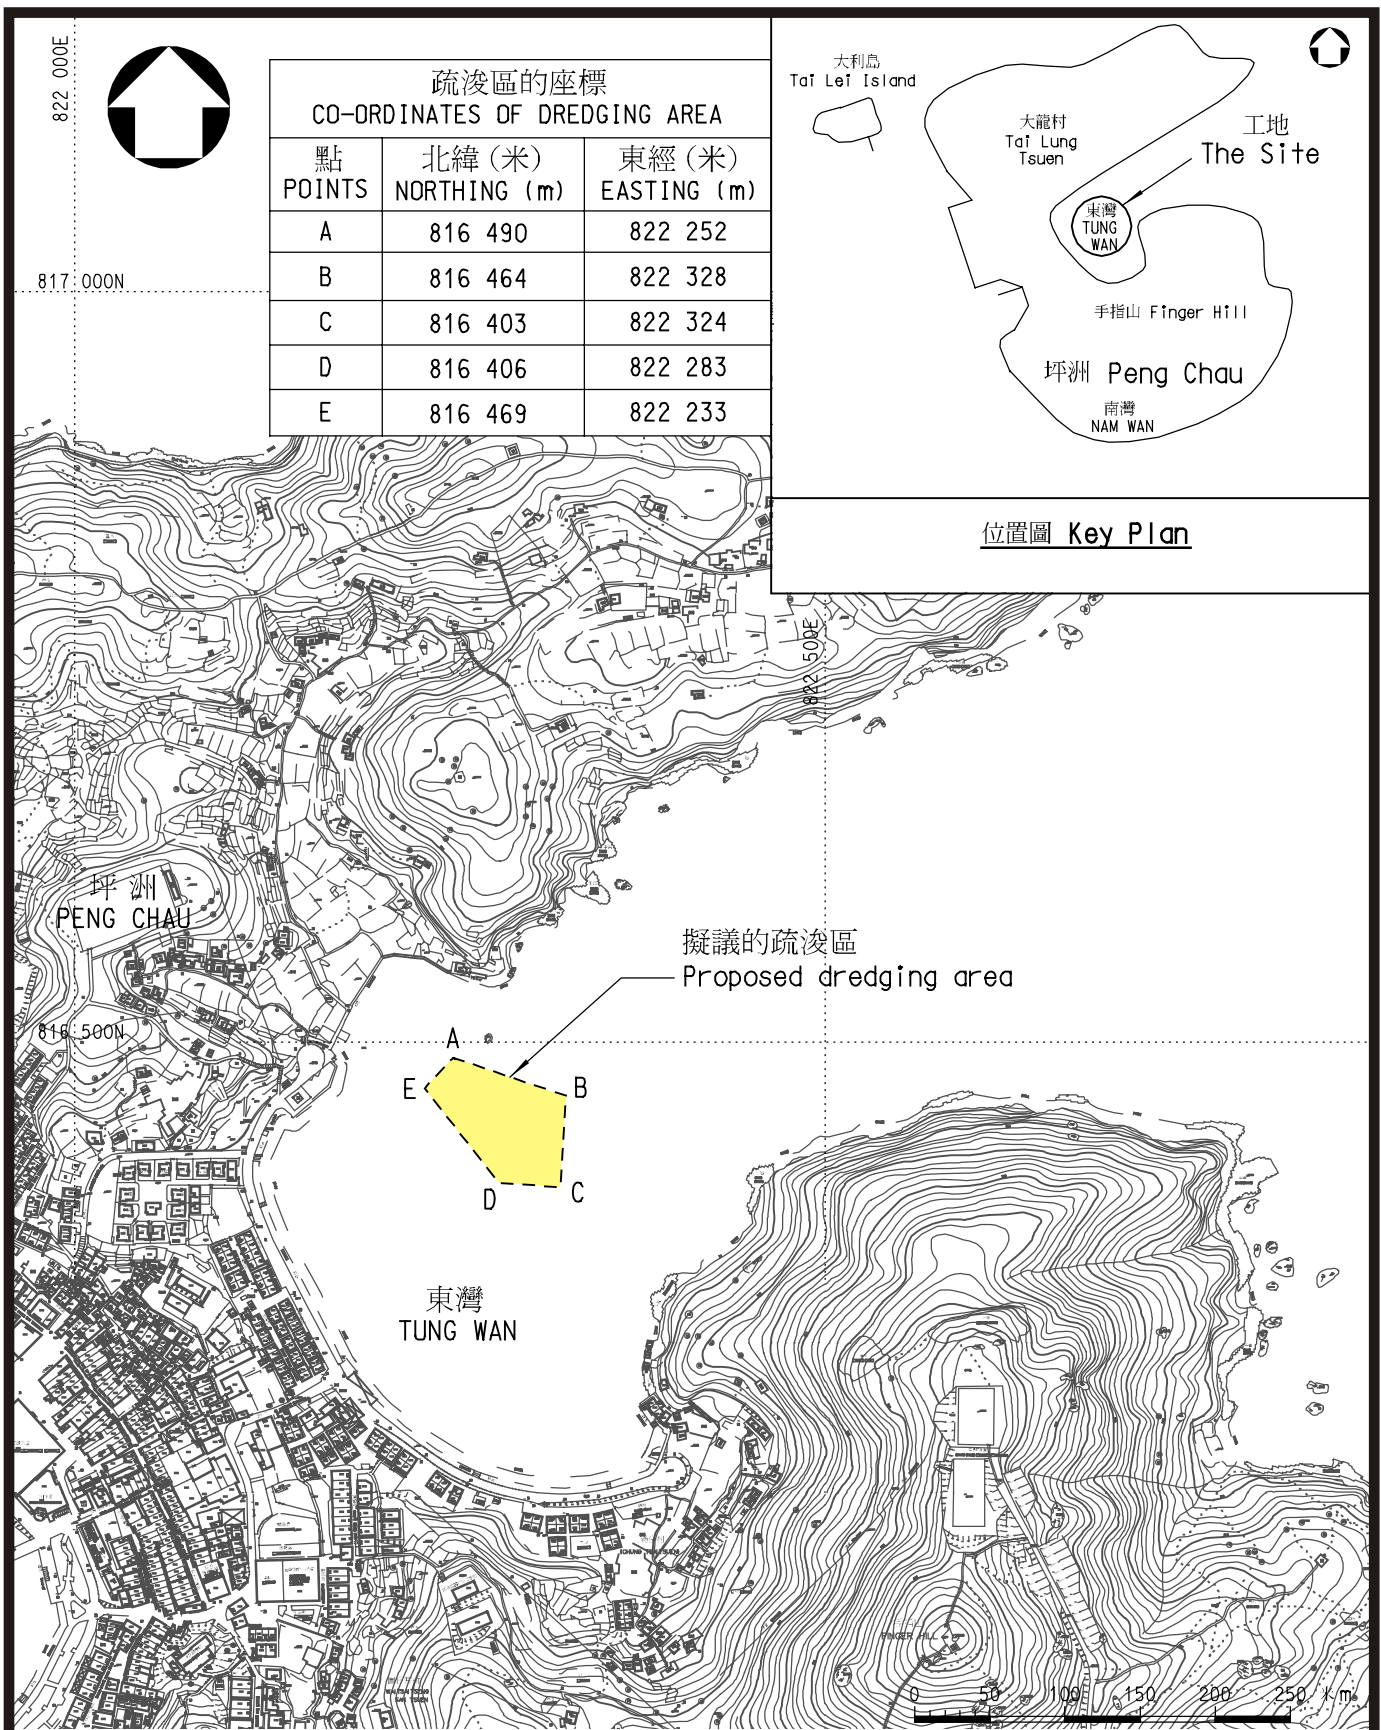 822 000E
疏浚區的座標
CO-ORDINATES OF DREDGING AREA
點 北緯 (米) 東經 (米)
POINTS NORTHING (m) EASTING (m)
A 816 490 822 252
B 816 464 822 328
C 816 403 822 324
D 816 406 822 283
E 816 469 822 233
817 000N
大利島
Tai Lei Island
大龍村
Tai Lung
Tsuen
工地
The Site
東灣
TUNG
WAN
手指山 Finger Hill
坪洲 Peng Chau
南灣
NAM WAN
位置圖 Key Plan
822 500E
坪洲
PENG CHAU
擬議的疏浚區
Proposed dredging area
816 500N
A
B
C
D
E
東灣
TUNG WAN
FINGER HILL
0 50 100 150 200 250 米 m